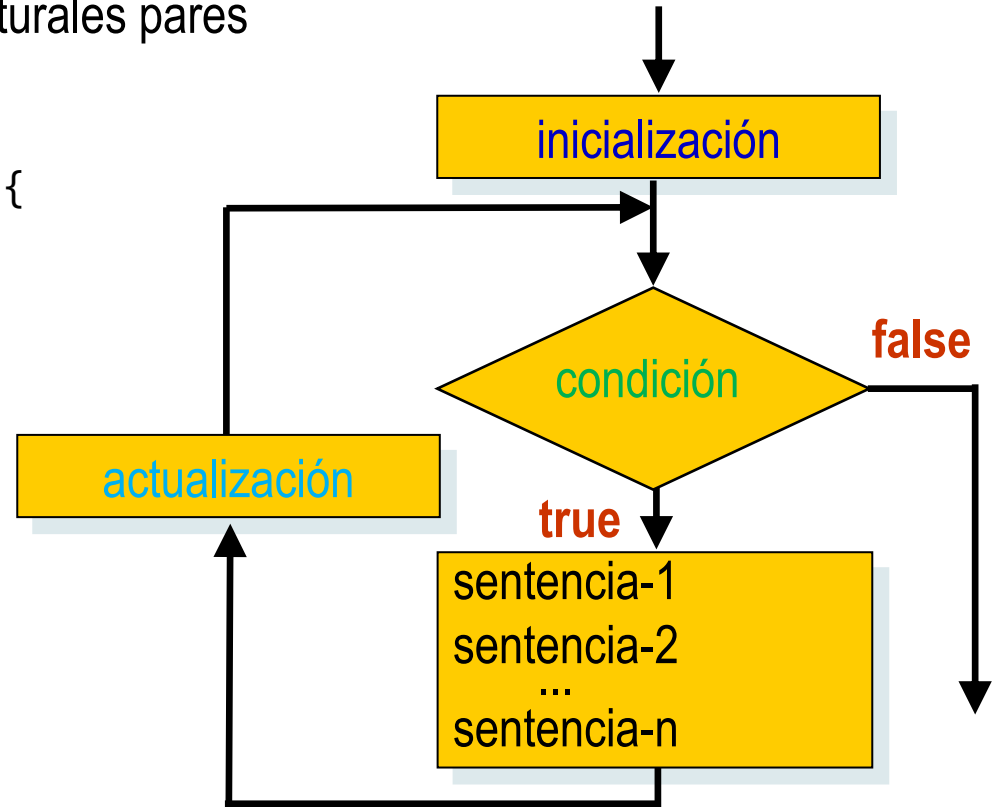 turales pares
inicialización
{
false
condición
actualización
true
sentencia-1
sentencia-2
...
sentencia-n